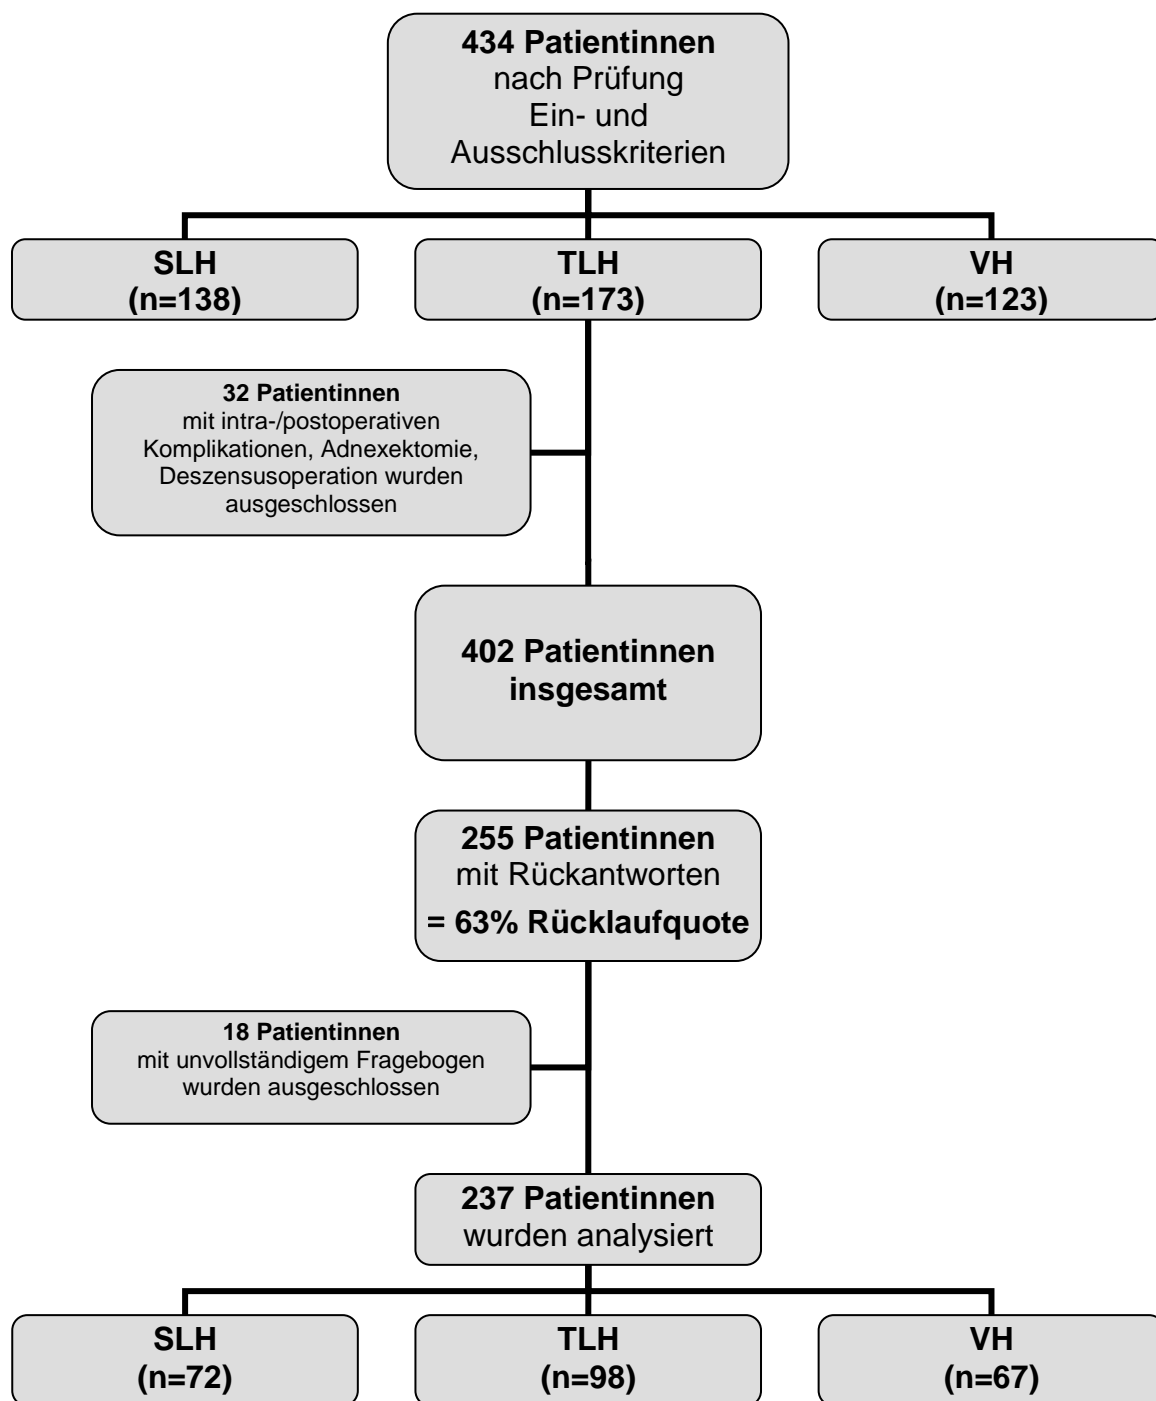 434 Patientinnen
nach Prüfung
Ein- und
Ausschlusskriterien
SLH
(n=138)
TLH
(n=173)
VH
(n=123)
32 Patientinnen
mit intra-/postoperativen
Komplikationen, Adnexektomie,
Deszensusoperation wurden
ausgeschlossen
402 Patientinnen
insgesamt
255 Patientinnen
mit Rückantworten
= 63% Rücklaufquote
18 Patientinnen
mit unvollständigem Fragebogen
wurden ausgeschlossen
237 Patientinnen
wurden analysiert
SLH
(n=72)
TLH
(n=98)
VH
(n=67)